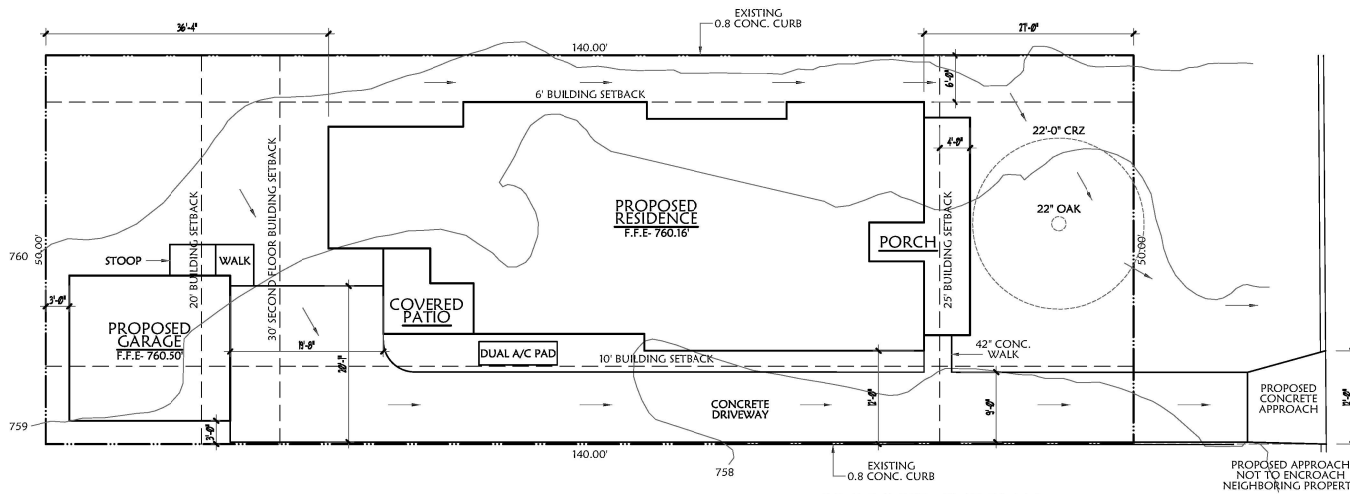 EXISTING
0.8 CONC. CURB
36'-4"
140.00'
27'-0"
6'-0"
6' BUILDING SETBACK
22'-0" CRZ
4'-0"
22" OAK
PROPOSED
RESIDENCE
F.F.E- 760.16'
PORCH
20' BUILDING SETBACK
30' SECOND FLOOR BUILDING SETBACK
25' BUILDING SETBACK
760
50.00'
50.00'
STOOP
WALK
3'-0"
COVERED
PATIO
PROPOSED
GARAGE
F.F.E- 760.50'
20'-1"
DUAL A/C PAD
10' BUILDING SETBACK
42" CONC.
WALK
12'-0"
9'-0"
CONCRETE
DRIVEWAY
PROPOSED
CONCRETE
APPROACH
759
3'-0"
140.00'
758
EXISTING
0.8 CONC. CURB
PROPOSED APPROACH
NOT TO ENCROACH
NEIGHBORING PROPERT